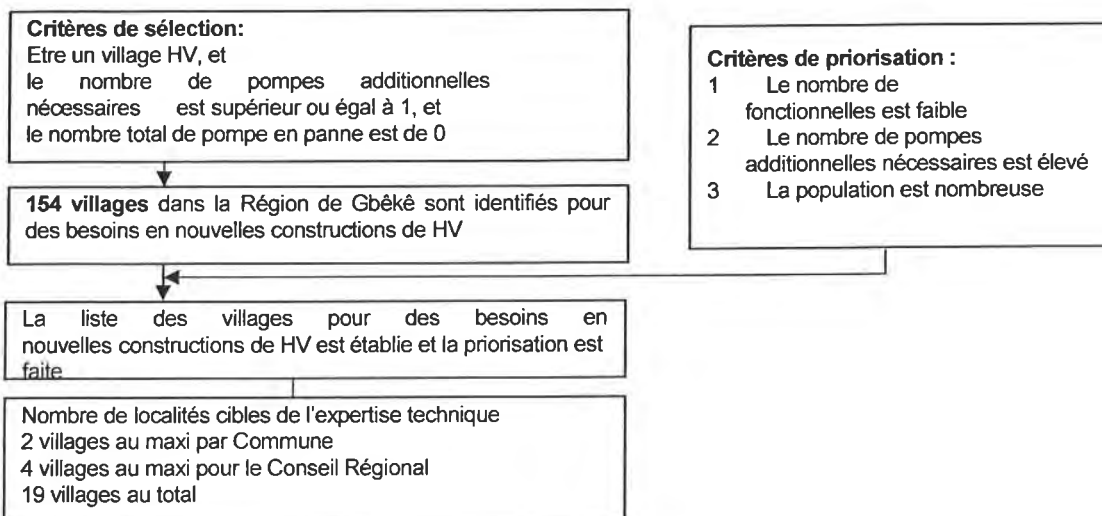 Critères de sélection:
Etre un village HV, et
le nombre de pompes additionnelles
nécessaires est supérieur ou égal à 1, et
le nombre total de pompe en panne est de 0
Critères de priorisation :
1 Le nombre de
fonctionnelles est faible
2 Le nombre de pompes
additionnelles nécessaires est élevé
3 La population est nombreuse
154 villages dans la Région de Gbêkê sont identifiés pour
des besoins en nouvelles constructions de HV
La liste des villages pour des besoins en
nouvelles constructions de HV est établie et la priorisation est
faite
Nombre de localités cibles de l'expertise technique
2 villages au maxi par Commune
4 villages au maxi pour le Conseil Régional
19 villages au total